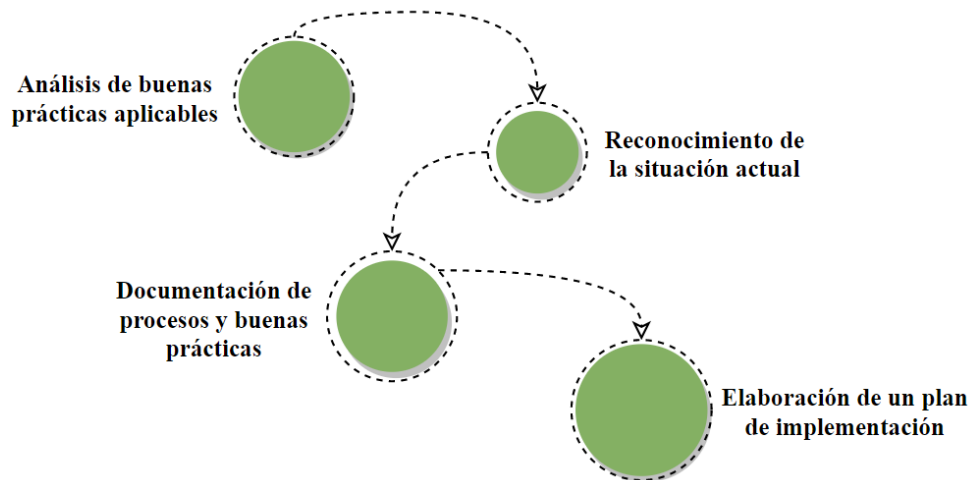 Análisis de buenas
prácticas aplicables
Reconocimiento de
la situación actual
Documentación de
procesos y buenas
prácticas
Elaboración de un plan
de implementación